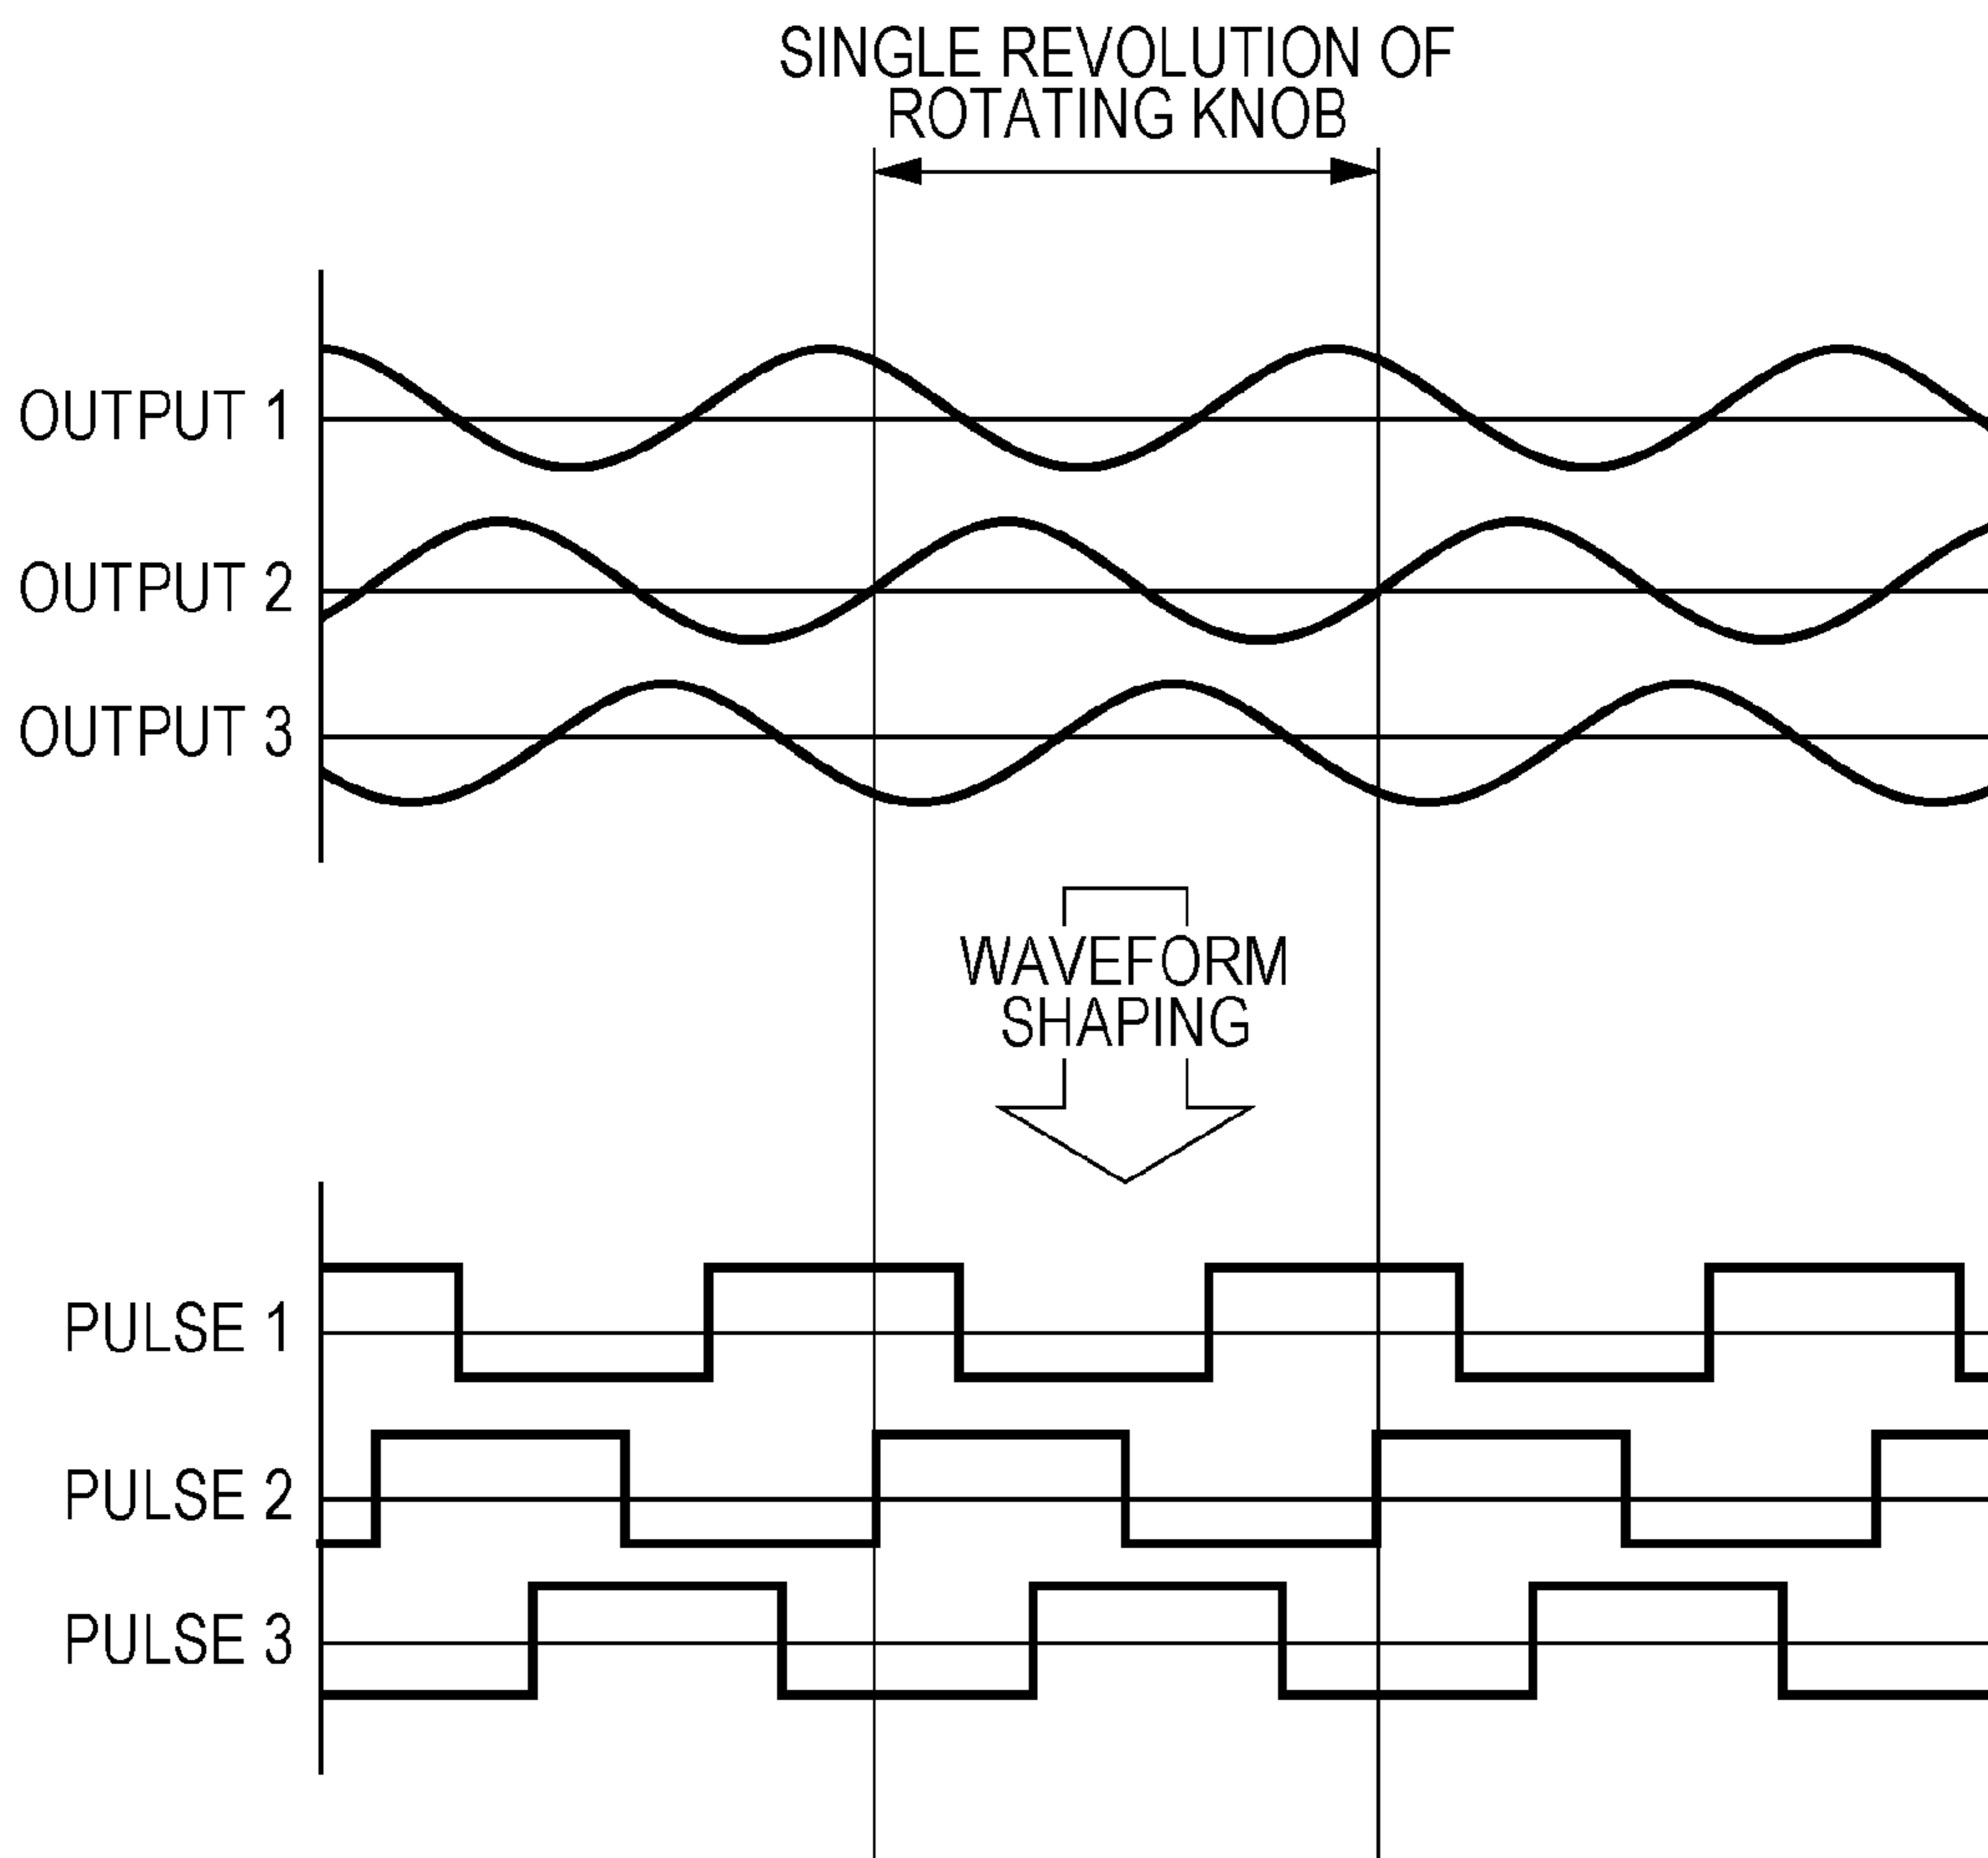 SINGLE REVOLUTION OF
ROTATING KNOB
OUTPUT 1
OUTPUT 2
OUTPUT 3
WAVEFORM
SHAPING
PULSE 1
PULSE 2
PULSE 3